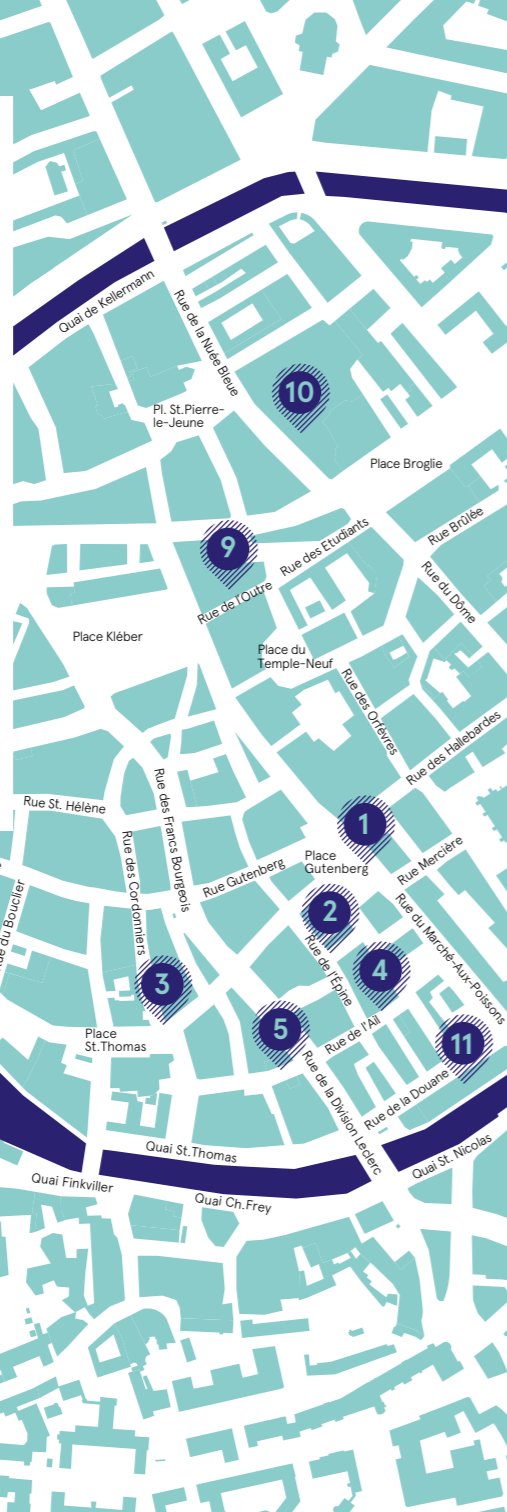 Quai de Kellermann
Rue de la Nuée Bleue
10
Pl. St.Pierre-
le-Jeune
Place Broglie
Rue Brûlée
9
Rue des Etudiants
Rue du Dôme
Rue de l'Outre
Place Kléber
Place du
Temple-Neuf
Rue des Orfèvres
Rue des Hallebardes
Rue St. Hélène
Rue des Francs Bourgeois
1
Rue des Cordonniers
Rue Mercière
Place
Gutenberg
Rue Gutenberg
2
Rue du Marché-Aux-Poissons
Rue de l'Épine
4
3
5
Rue de l'Ail
11
Place
St.Thomas
Rue de la Douane
Rue de la Division Leclerc
Quai St.Thomas
Quai St. Nicolas
Quai Finkviller
Quai Ch.Frey